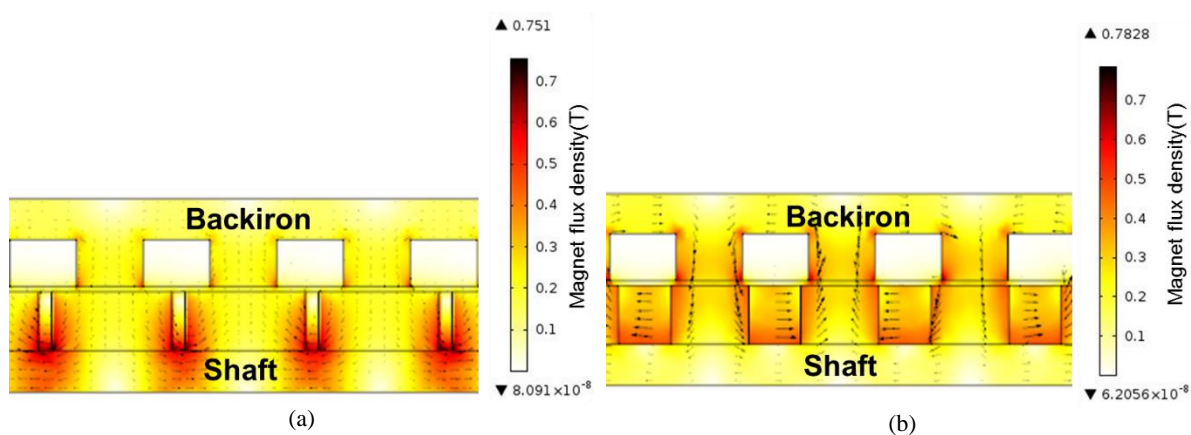 ▲ 0.751
0.7
0.6
0.5
0.4
0.3
0.2
0.1
▼ 8.091×10⁻⁸
Magnet flux density(T)
Backiron
Shaft
(a)
▲ 0.7828
0.7
0.6
0.5
0.4
0.3
0.2
0.1
▼ 6.2056×10⁻⁸
Magnet flux density(T)
Backiron
Shaft
(b)